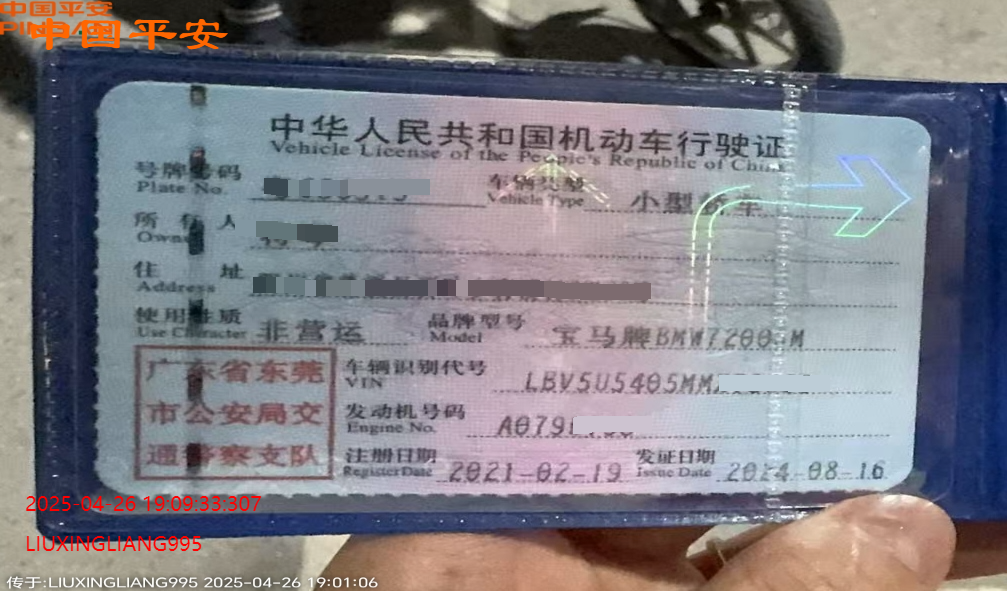 中国平安
PING
中国平安
中华人民共和国机动车行驶证
Vehicle License of the People's Republic of China
号牌号码
Plate No.
车辆类型
Vehicle Type
小型轿车
所有人
Owner
住址
Address
使用性质
Use Character
非营运
品牌型号
Model
宝马牌BMW7200
广东省东莞
市公安局交
通警察支队
车辆识别代号
VIN
LBV5U5405MM
发动机号码
Engine No.
A079
注册日期
Register Date
2021-02-19
发证日期
Issue Date
2024-08-16
2025-04-26 19:09:33:307
LIUXINGLIANG995
传于:LIUXINGLIANG995 2025-04-26 19:01:06